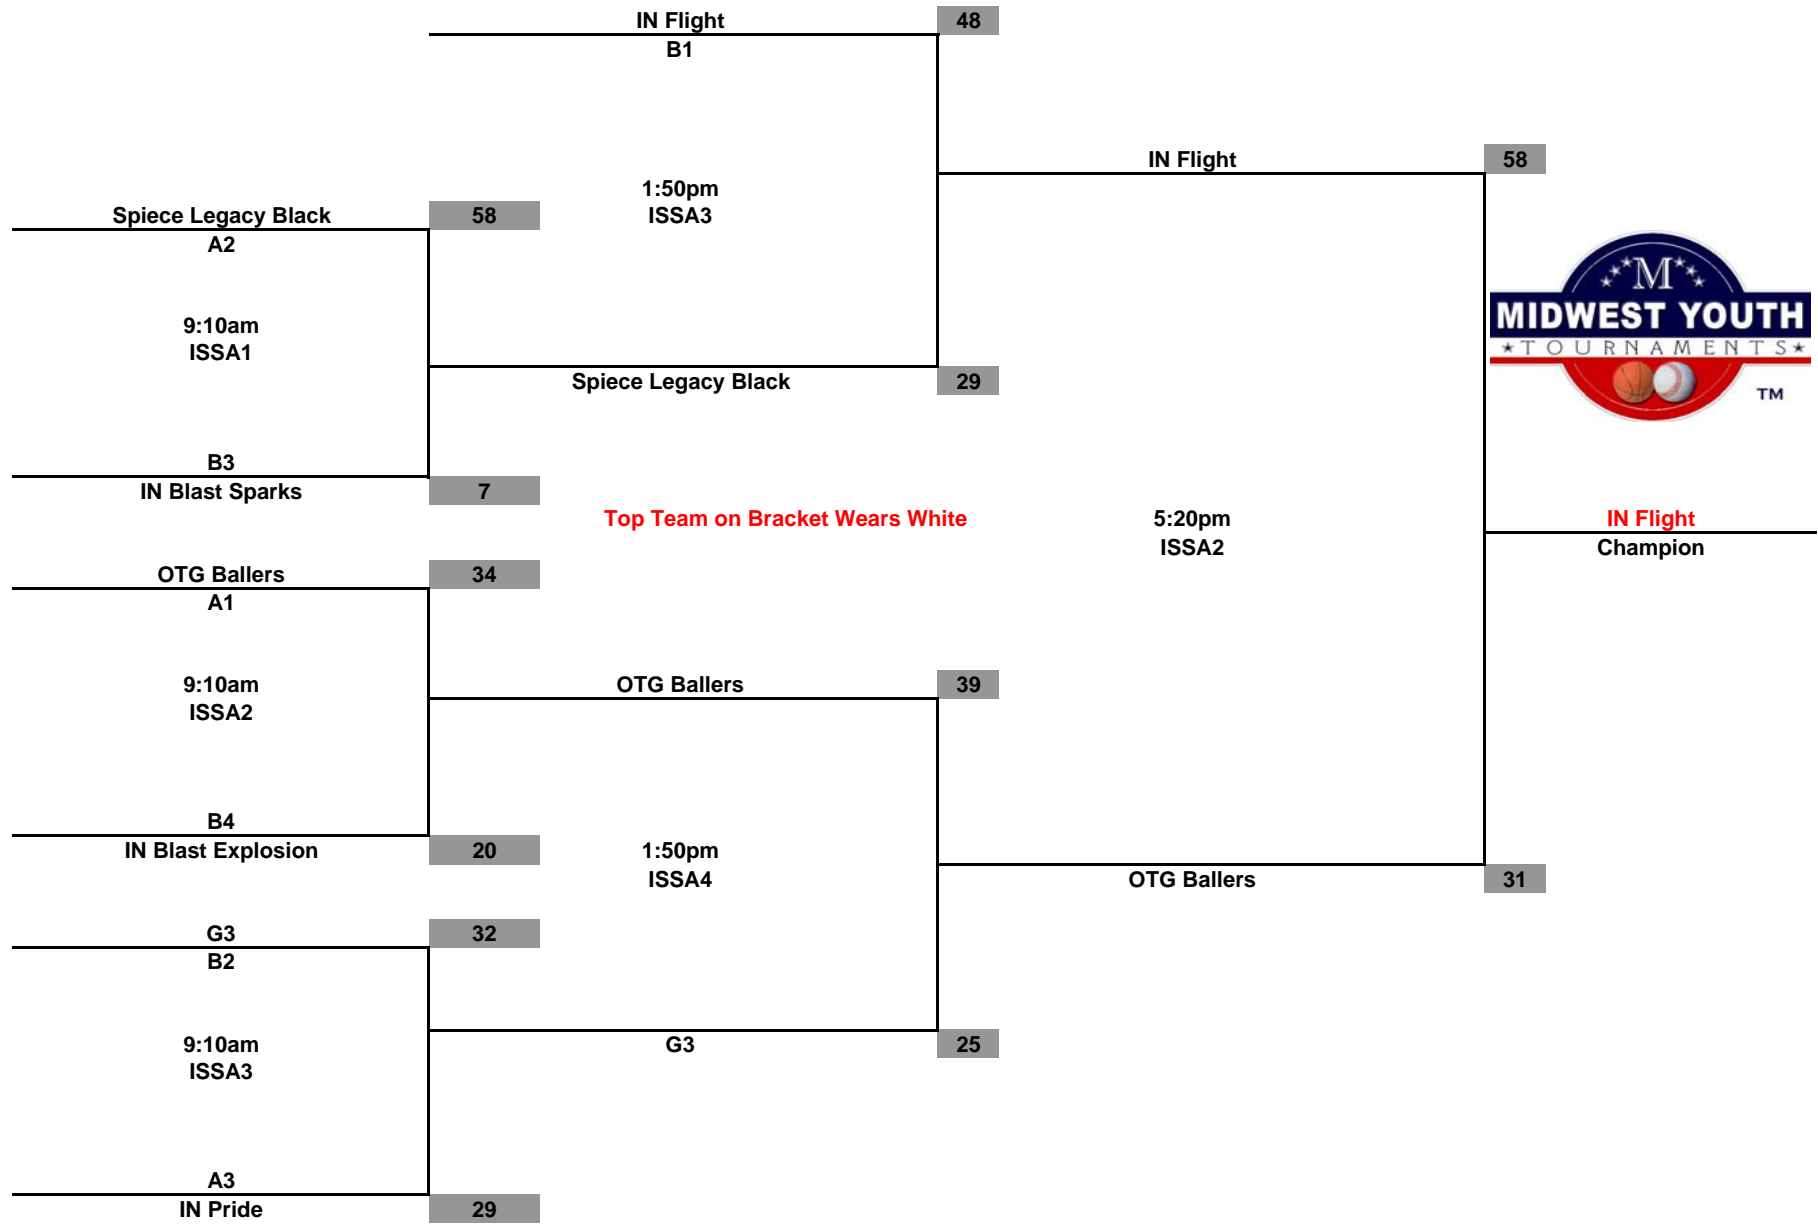 IN Flight 48
B1
IN Flight 58
1:50pm
ISSA3
Spiece Legacy Black 58
A2
M
MIDWEST YOUTH
TOURNAMENTS
TM
9:10am
ISSA1
Spiece Legacy Black 29
B3
IN Blast Sparks 7
Top Team on Bracket Wears White
5:20pm
ISSA2
IN Flight
Champion
OTG Ballers 34
A1
9:10am
ISSA2
OTG Ballers 39
B4
IN Blast Explosion 20
1:50pm
ISSA4
OTG Ballers 31
G3 32
B2
9:10am
ISSA3
G3 25
A3
IN Pride 29